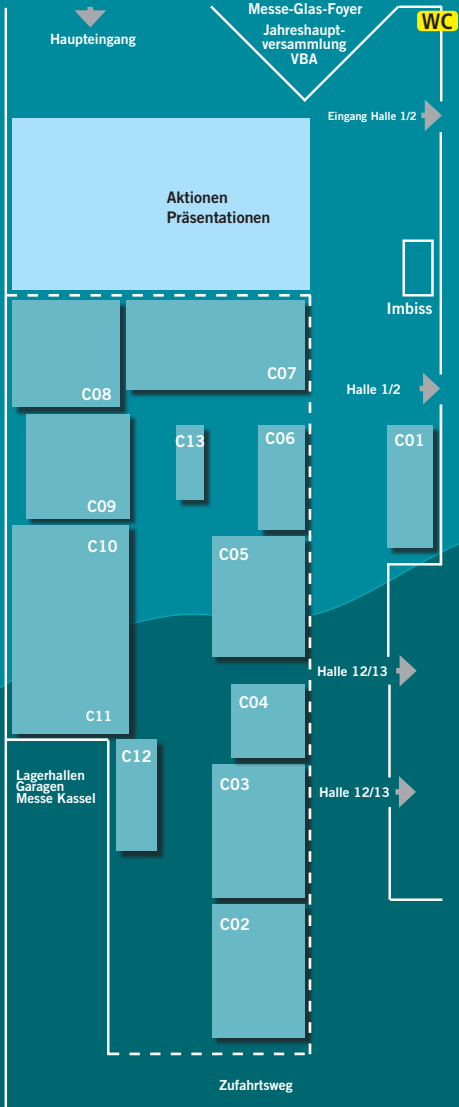 Messe-Glas-Foyer
Jahreshaupt-
versammlung
VBA
WC
Haupteingang
Eingang Halle 1/2
Aktionen
Präsentationen
Imbiss
C07
C08
Halle 1/2
C13
C06
C01
C09
C10
C05
Halle 12/13
C04
C11
C12
Lagerhallen
Garagen
Messe Kassel
C03
Halle 12/13
C02
Zufahrtsweg